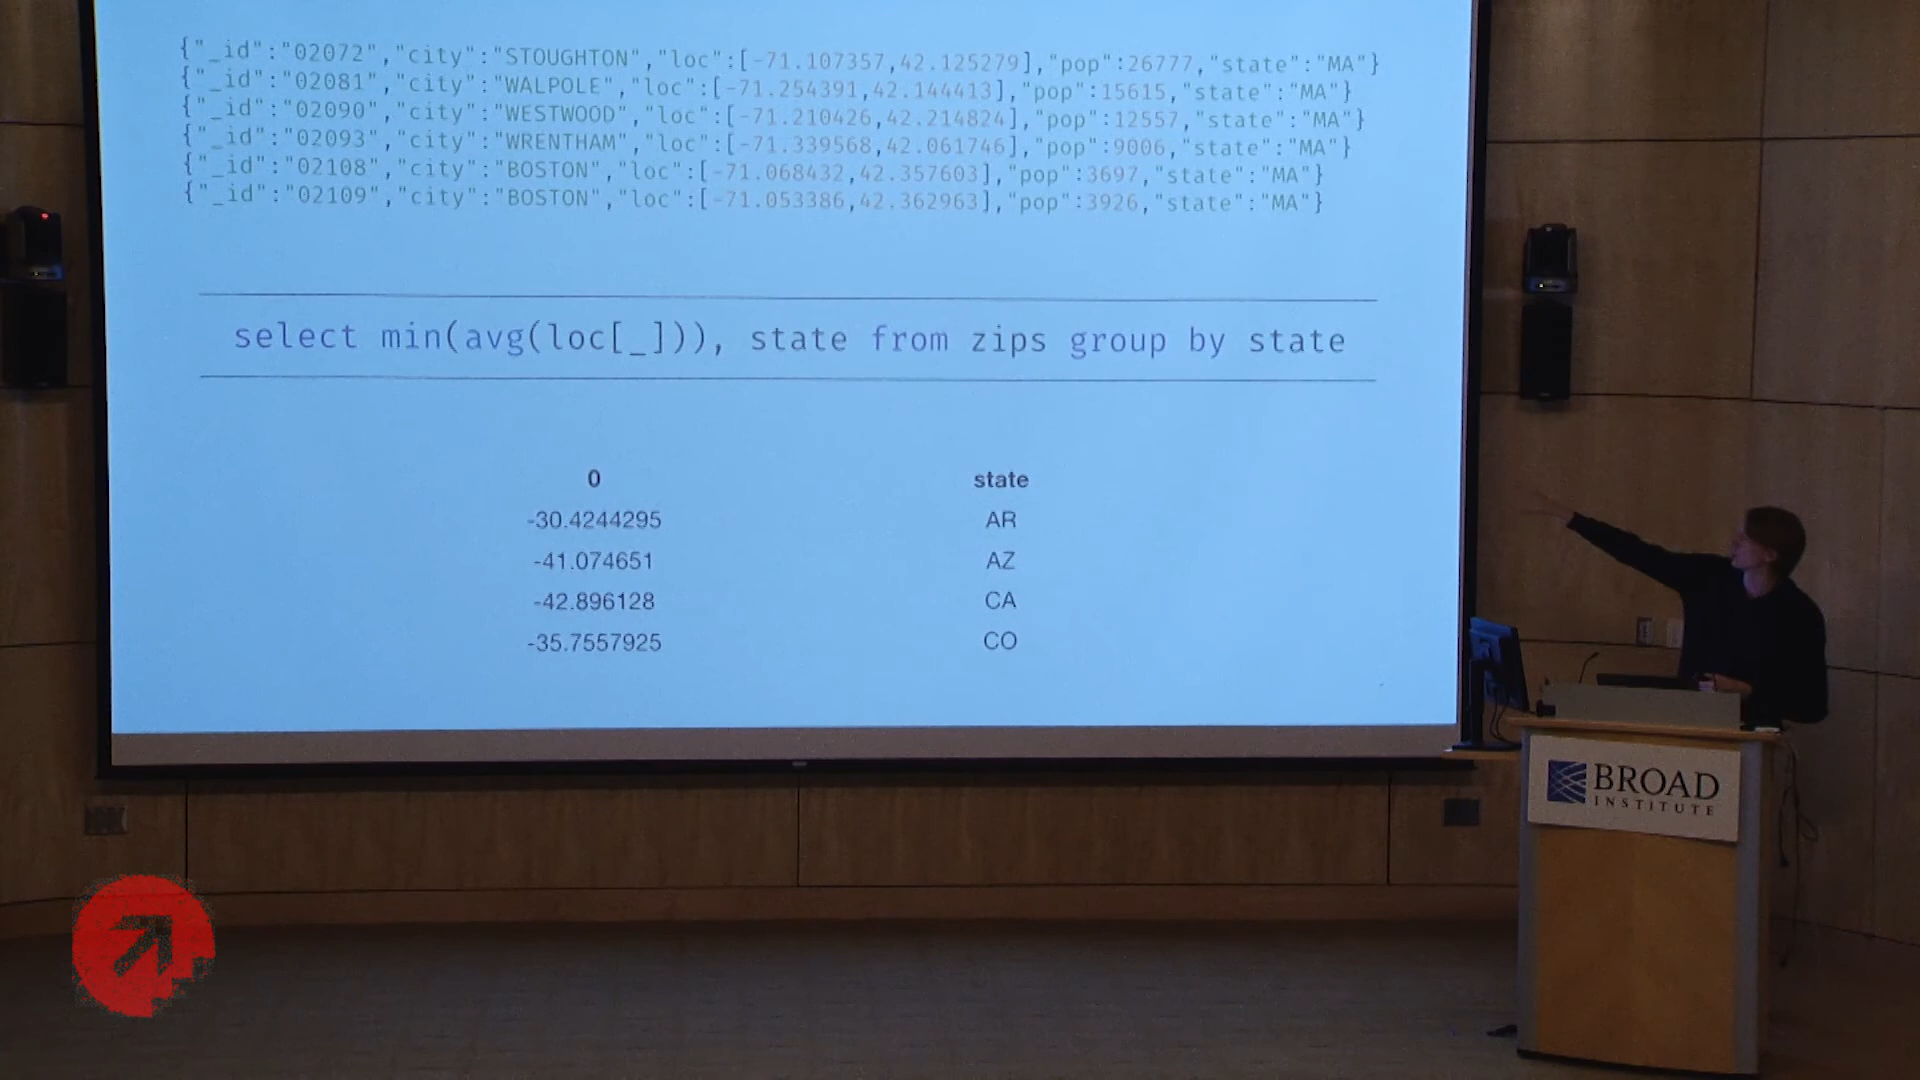 {"_id":"02072","city":"STOUGHTON","loc":[-71.107357,42.125279],"pop":26777,"state":"MA"}
{"_id":"02081","city":"WALPOLE","loc":[-71.254391,42.144413],"pop":15615,"state":"MA"}
{"_id":"02090","city":"WESTWOOD","loc":[-71.210426,42.214824],"pop":12557,"state":"MA"}
{"_id":"02093","city":"WRENTHAM","loc":[-71.339568,42.061746],"pop":9006,"state":"MA"}
{"_id":"02108","city":"BOSTON","loc":[-71.068432,42.357603],"pop":3697,"state":"MA"}
{"_id":"02109","city":"BOSTON","loc":[-71.053386,42.362963],"pop":3926,"state":"MA"}
select min(avg(loc[_])), state from zips group by state
0 state
-30.4244295 AR
-41.074651 AZ
-42.896128 CA
-35.7557925 CO
BROAD
INSTITUTE